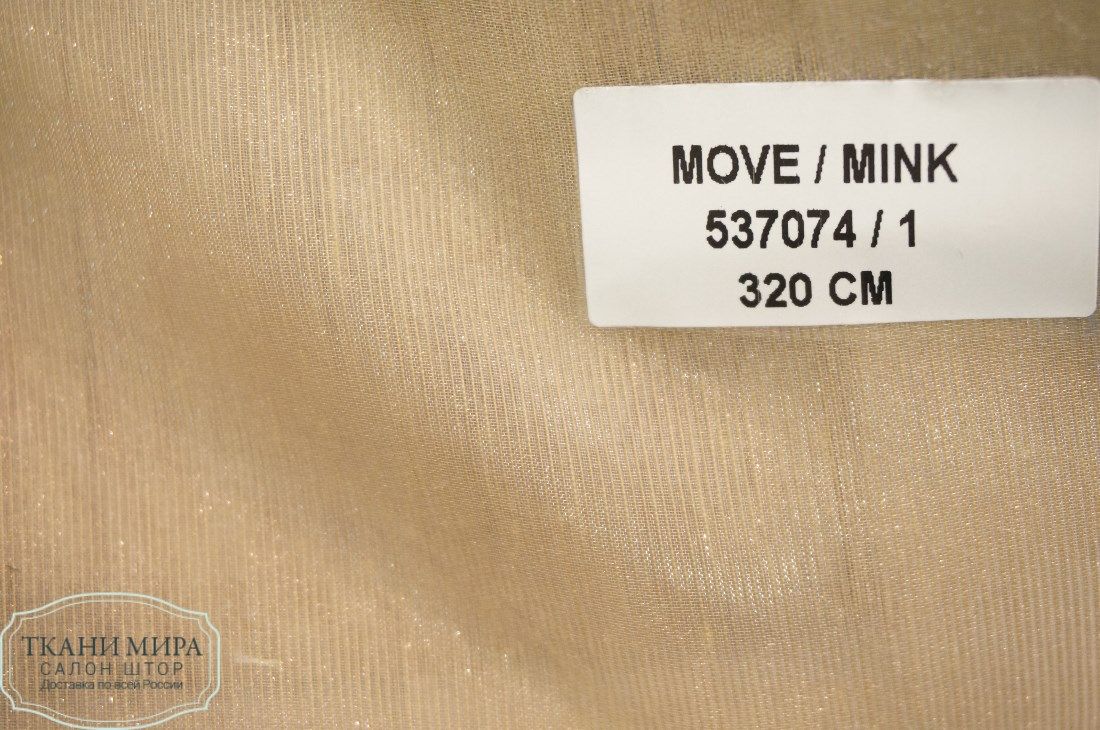 MOVE / MINK
537074 / 1
320 CM
ТКАНИ МИРА
САЛОН ШТОР
Доставка по всей России